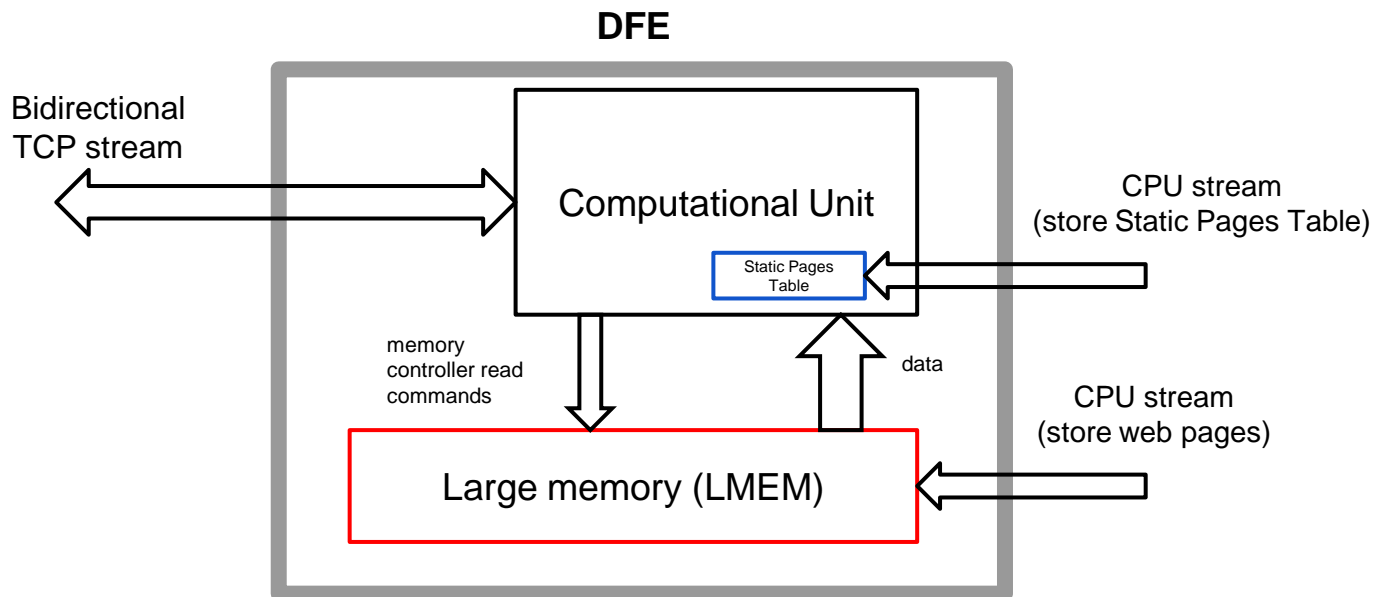 DFE
Bidirectional
TCP stream
Computational Unit
CPU stream
(store Static Pages Table)
Static Pages
Table
memory
controller read
commands
data
CPU stream
(store web pages)
Large memory (LMEM)